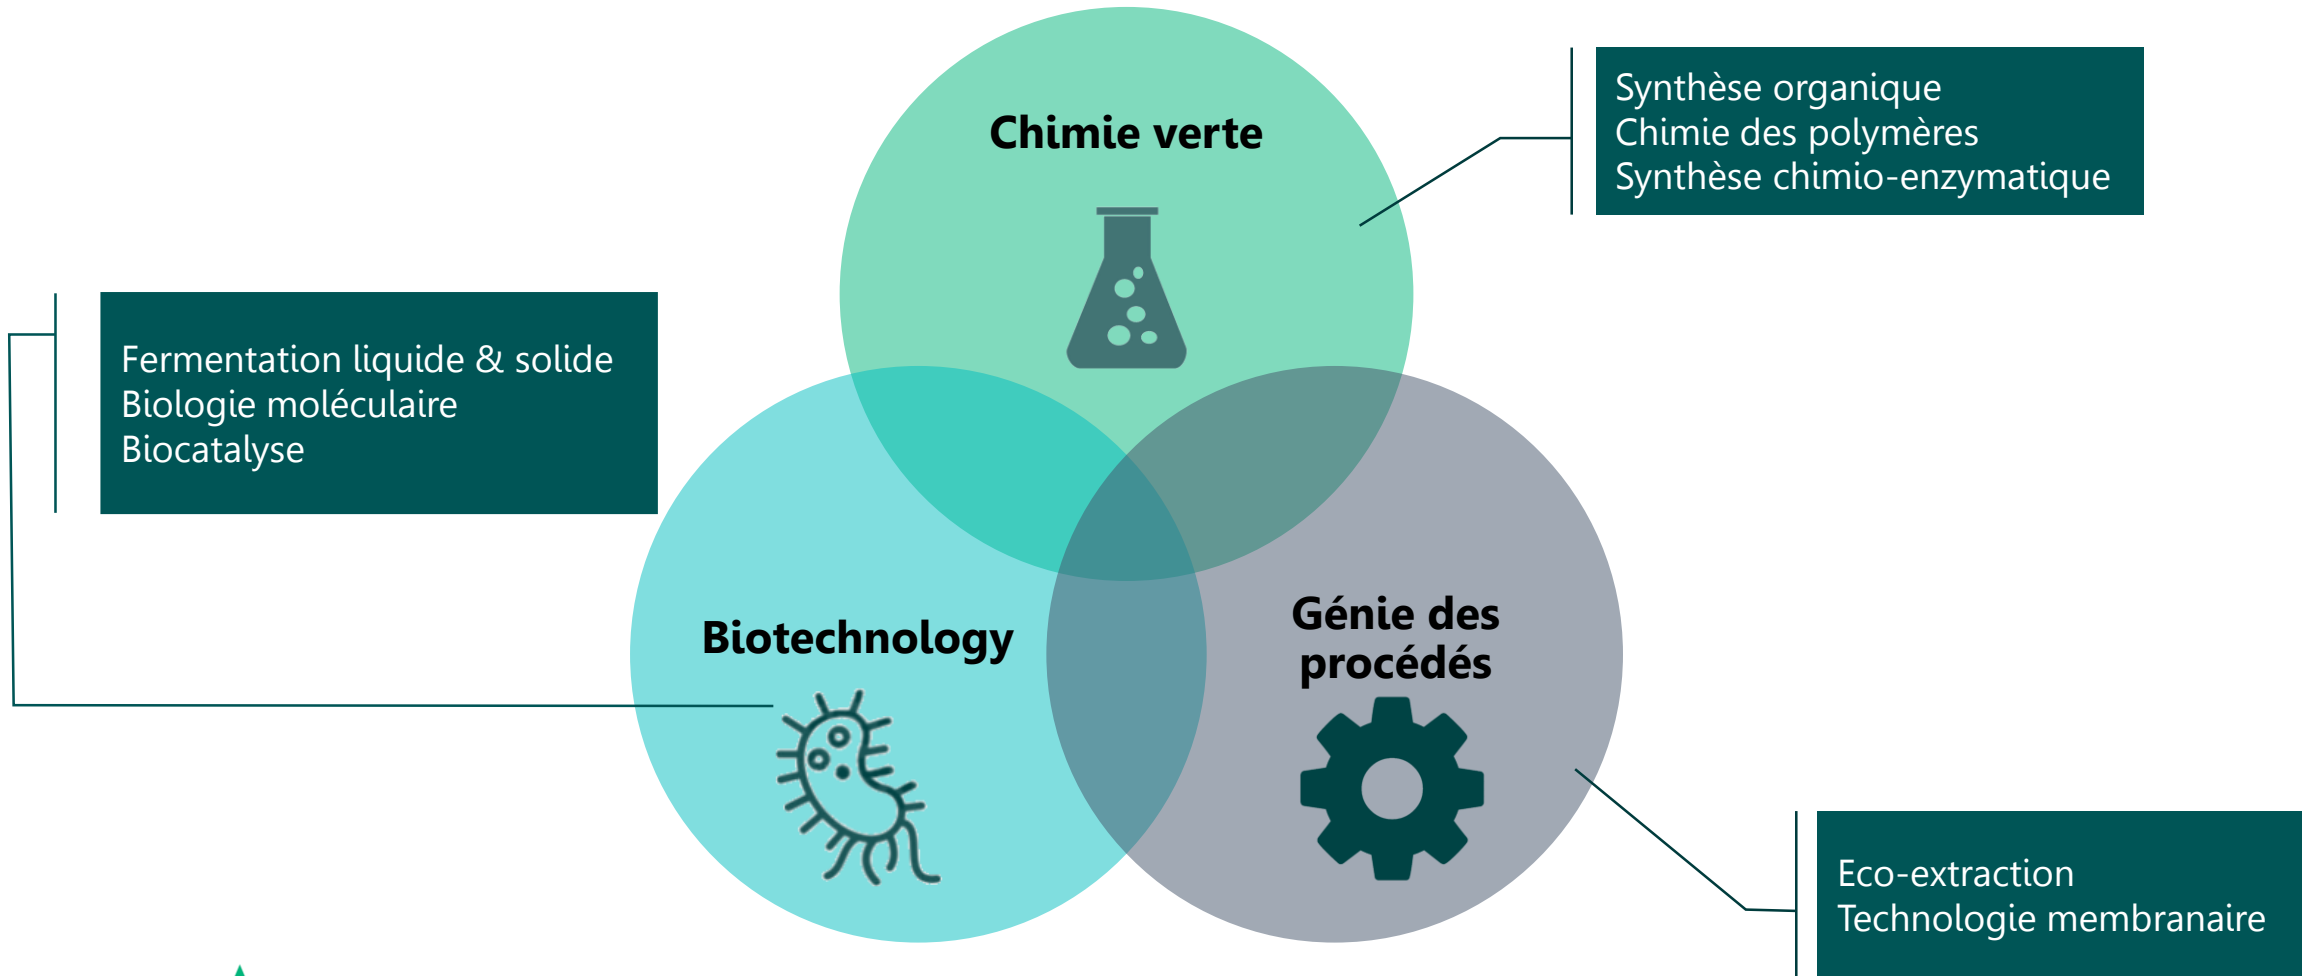 Chimie verte
Synthèse organique
Chimie des polymères
Synthèse chimio-enzymatique
Fermentation liquide & solide
Biologie moléculaire
Biocatalyse
Biotechnology
Génie des
procédés
Eco-extraction
Technologie membranaire